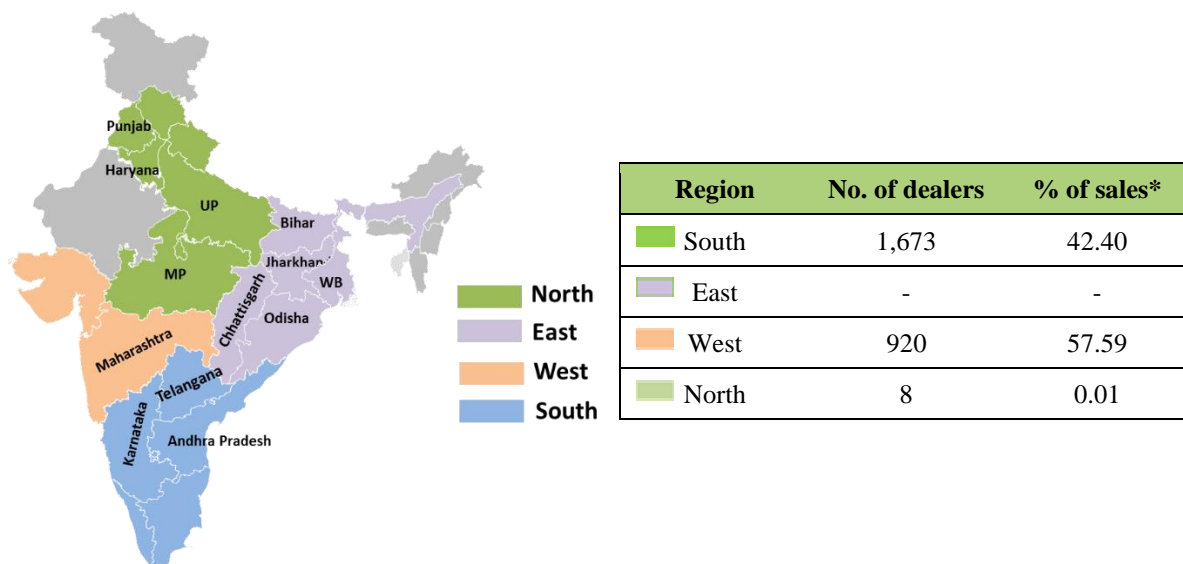 Punjab
Haryana
UP
Bihar
Jharkhand
MP
WB
Chhattisgarh
Odisha
Maharashtra
Telangana
Karnataka
Andhra Pradesh
North
East
West
South
Region No. of dealers % of sales*
South 1,673 42.40
East - -
West 920 57.59
North 8 0.01